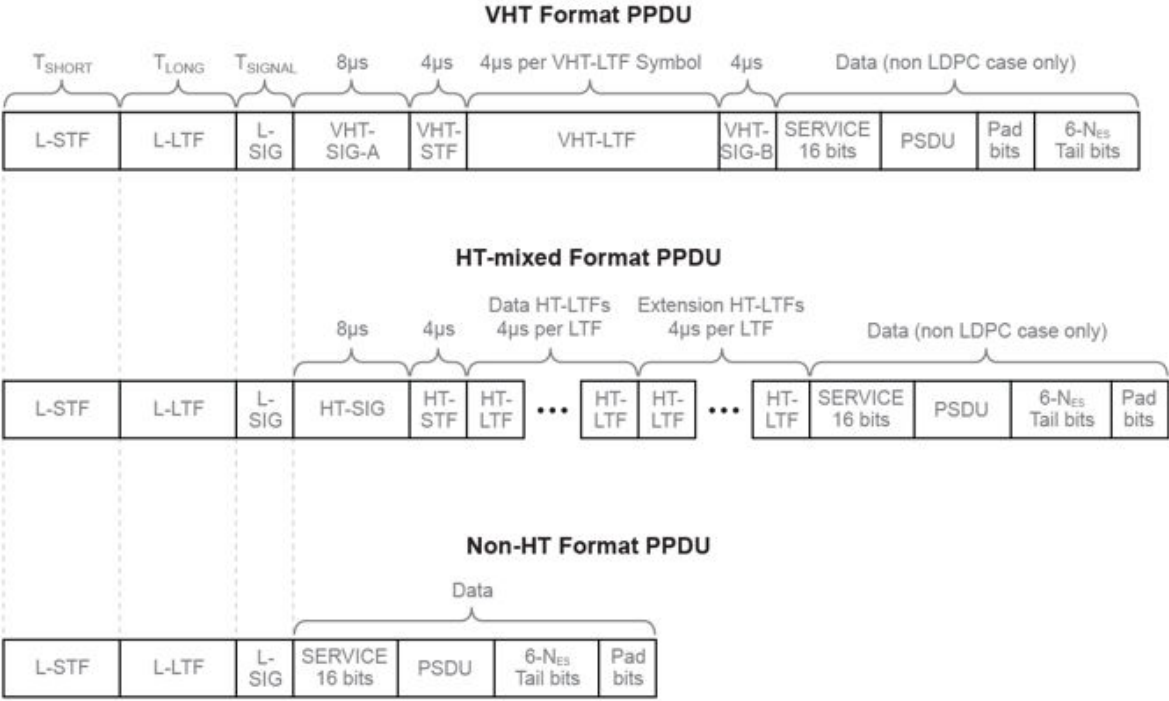 VHT Format PPDU
T_SHORT T_LONG T_SIGNAL 8µs 4µs 4µs per VHT-LTF Symbol 4µs Data (non LDPC case only)
L-STF L-LTF L-SIG VHT-SIG-A VHT-STF VHT-LTF VHT-SIG-B SERVICE 16 bits PSDU Pad bits 6-N_ES Tail bits
HT-mixed Format PPDU
8µs 4µs Data HT-LTFs 4µs per LTF Extension HT-LTFs 4µs per LTF Data (non LDPC case only)
L-STF L-LTF L-SIG HT-SIG HT-STF HT-LTF ••• HT-LTF HT-LTF ••• HT-LTF SERVICE 16 bits PSDU 6-N_ES Tail bits Pad bits
Non-HT Format PPDU
Data
L-STF L-LTF L-SIG SERVICE 16 bits PSDU 6-N_ES Tail bits Pad bits